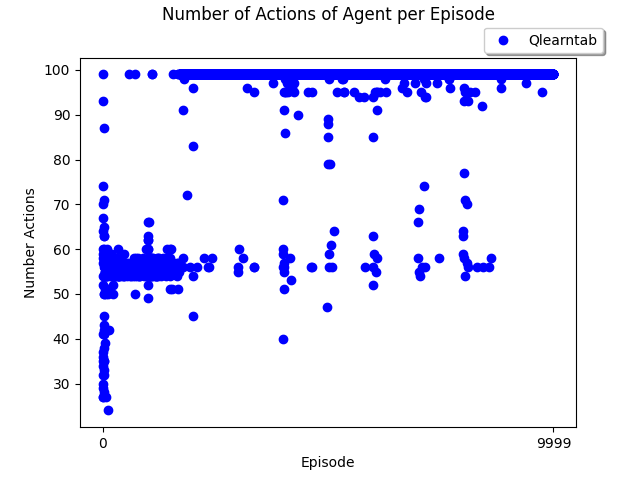 Number of Actions of Agent per Episode
Qlearntab
100
90
80
70
60
50
40
30
Number Actions
0
9999
Episode